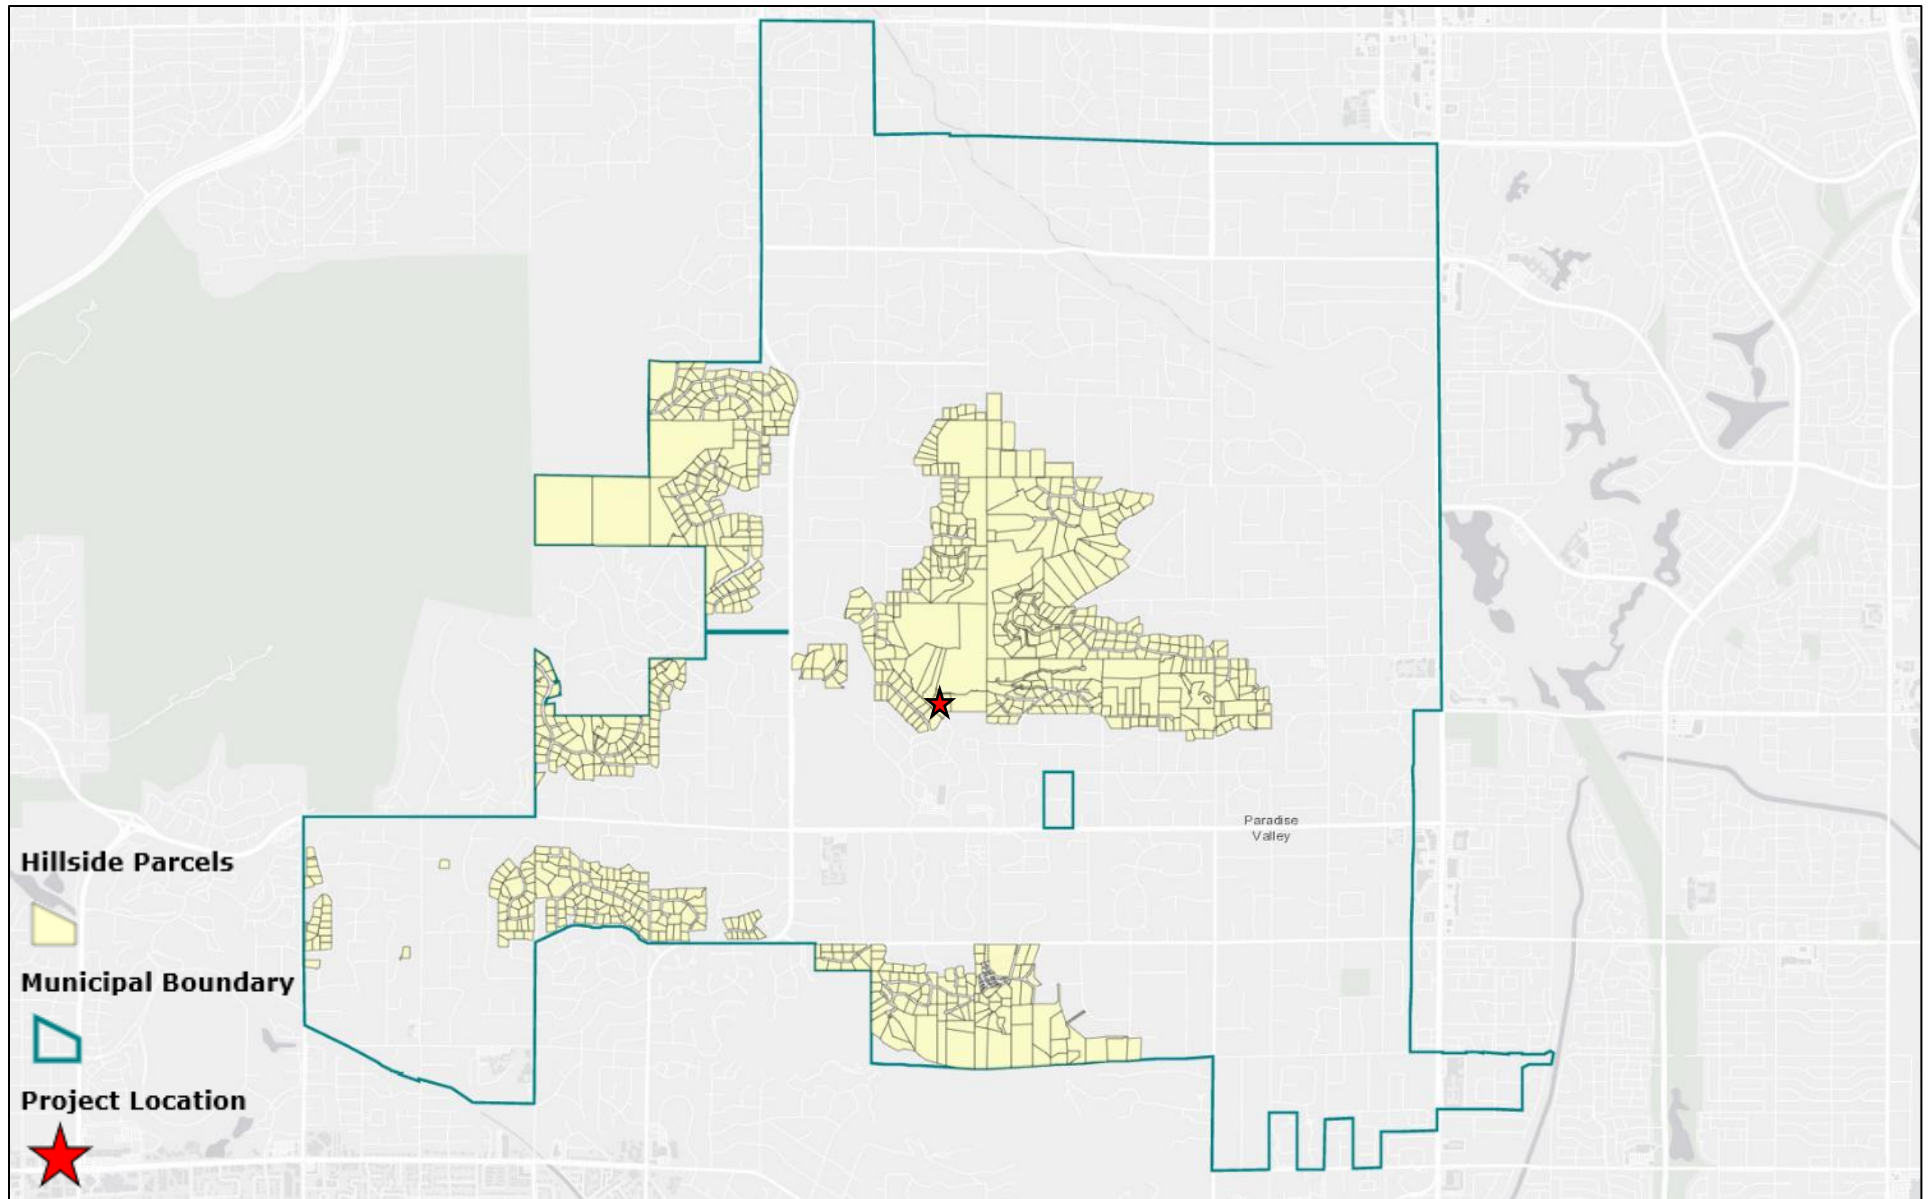 Paradise
Valley
Hillside Parcels
Municipal Boundary
Project Location